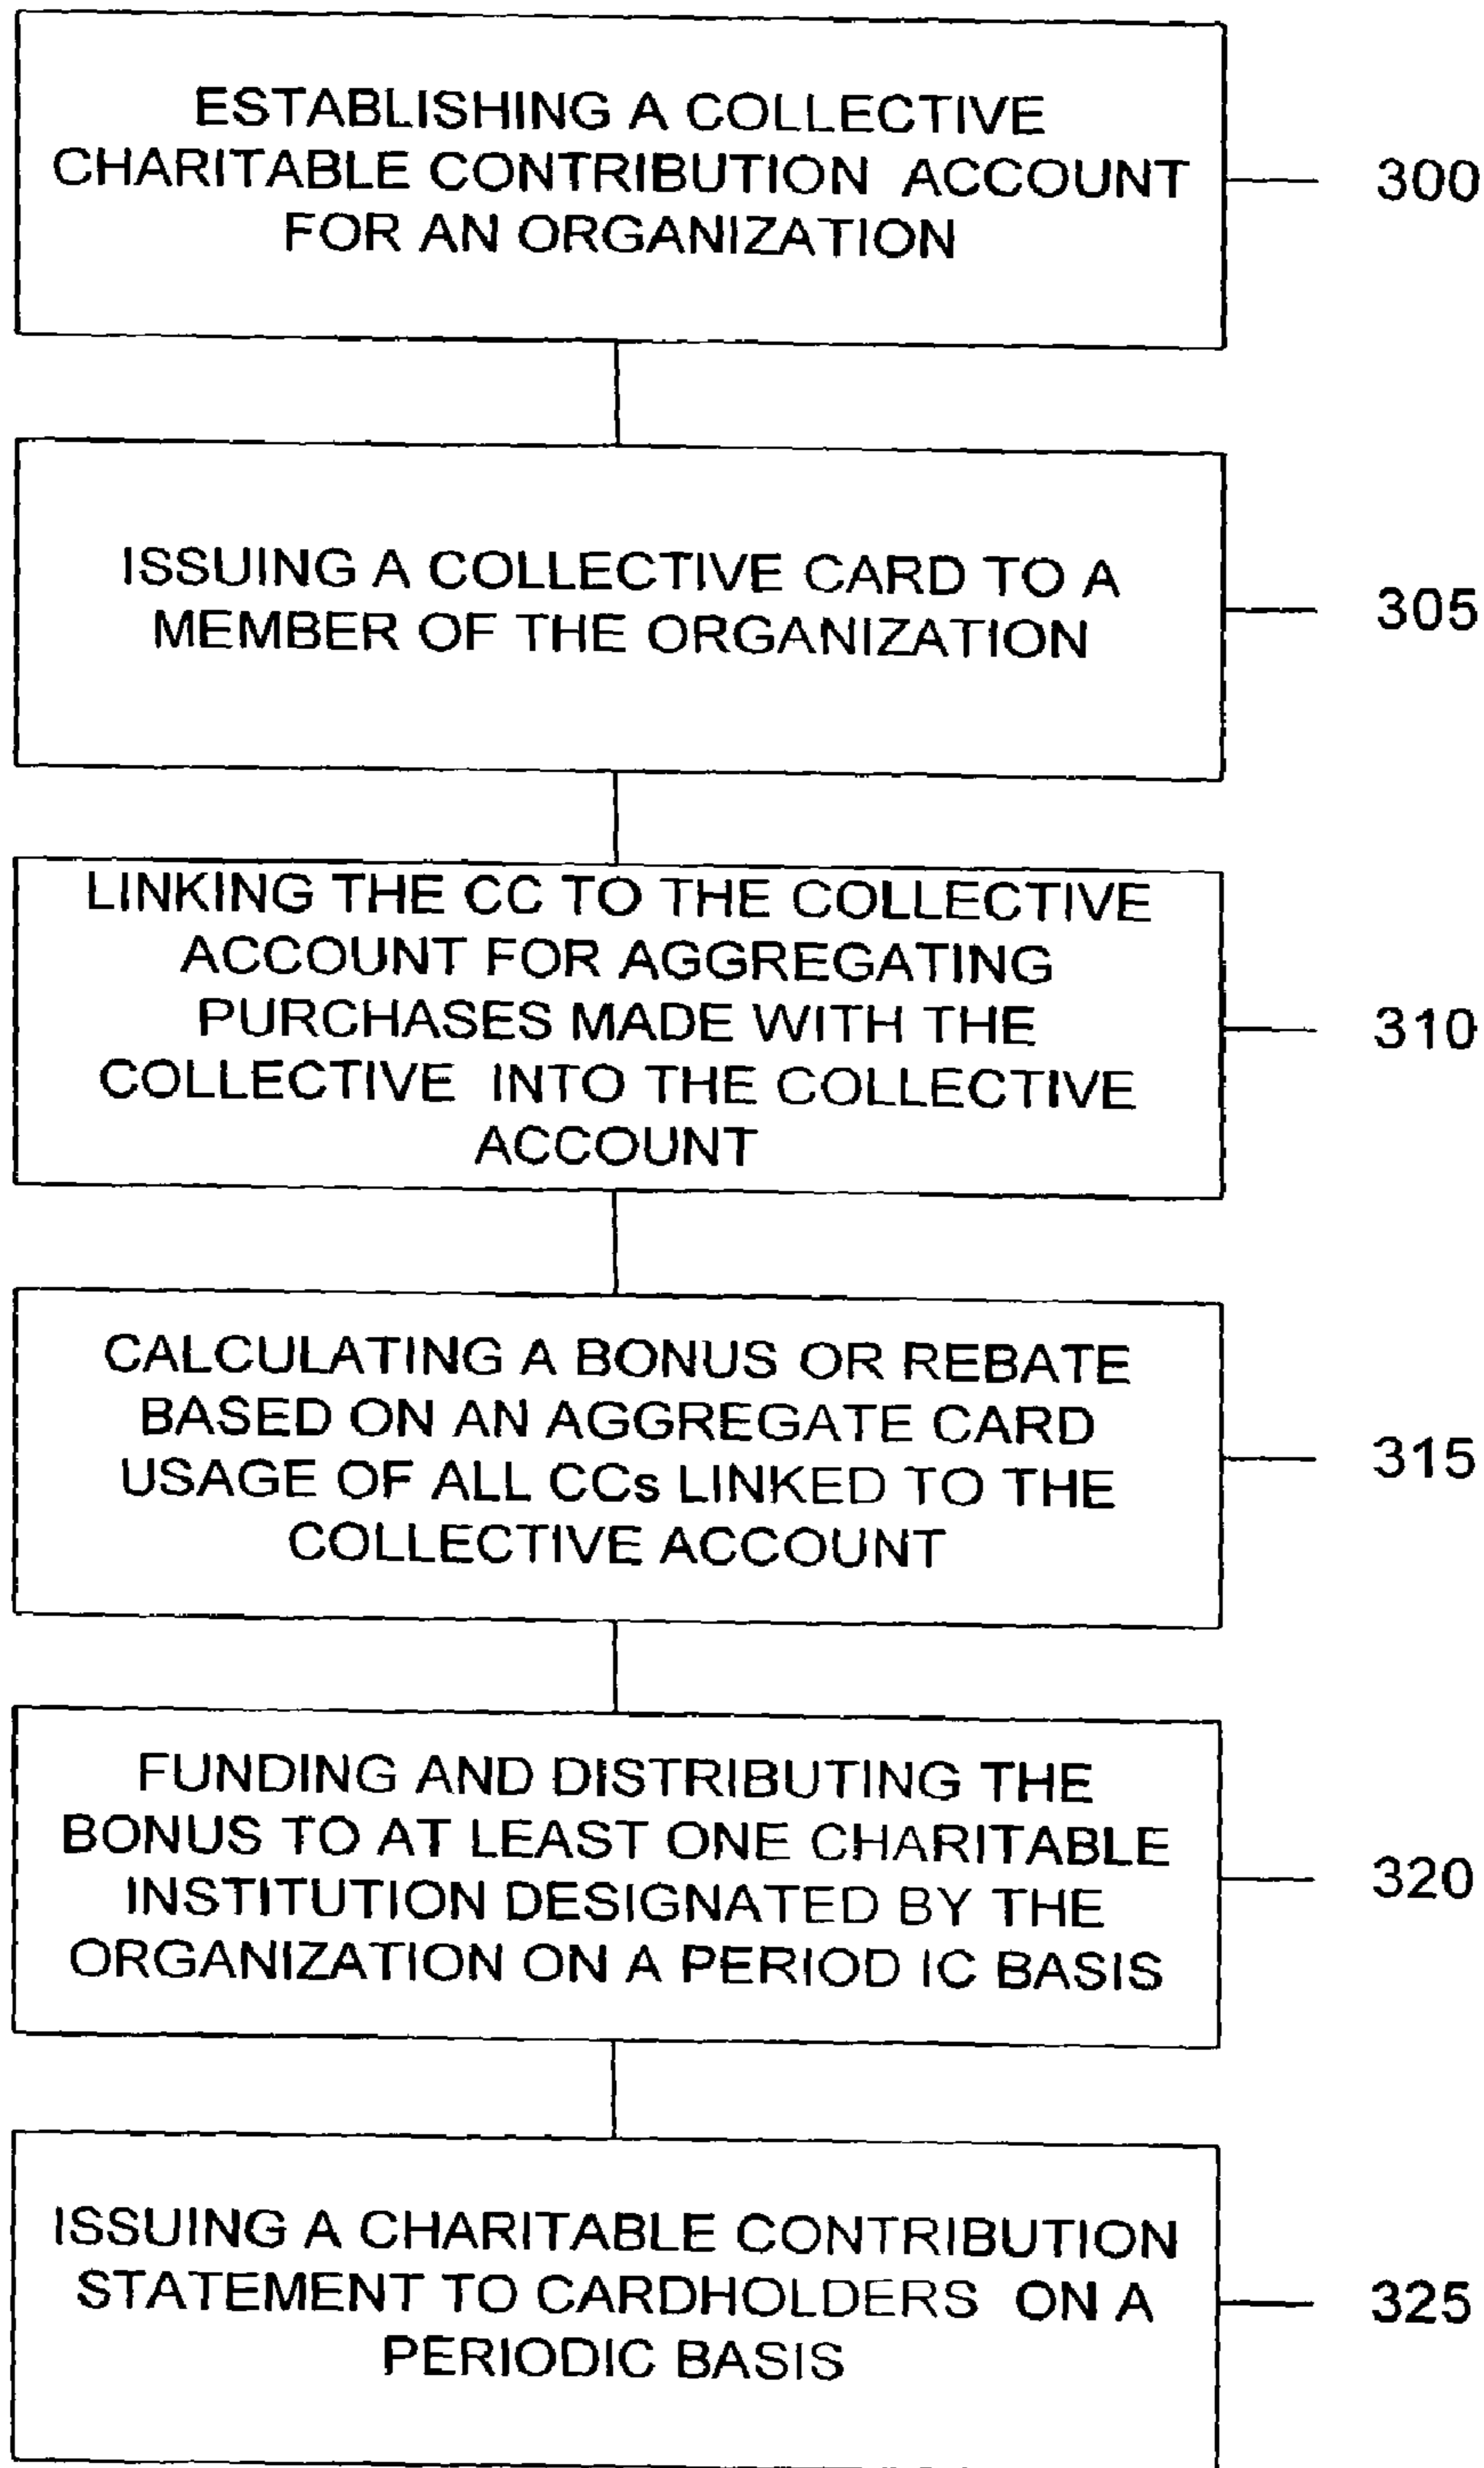 ESTABLISHING A COLLECTIVE
CHARITABLE CONTRIBUTION ACCOUNT
FOR AN ORGANIZATION
300
ISSUING A COLLECTIVE CARD TO A
MEMBER OF THE ORGANIZATION
305
LINKING THE CC TO THE COLLECTIVE
ACCOUNT FOR AGGREGATING
PURCHASES MADE WITH THE
COLLECTIVE INTO THE COLLECTIVE
ACCOUNT
310
CALCULATING A BONUS OR REBATE
BASED ON AN AGGREGATE CARD
USAGE OF ALL CCs LINKED TO THE
COLLECTIVE ACCOUNT
315
FUNDING AND DISTRIBUTING THE
BONUS TO AT LEAST ONE CHARITABLE
INSTITUTION DESIGNATED BY THE
ORGANIZATION ON A PERIOD IC BASIS
320
ISSUING A CHARITABLE CONTRIBUTION
STATEMENT TO CARDHOLDERS ON A
PERIODIC BASIS
325